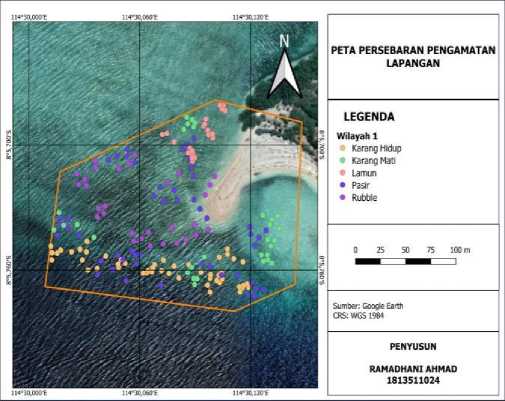 114°30,000'E 114°30,060'E 114°30,120'E
N
8°5,700'S 8°5,700'S
8°5,760'S 8°5,760'S
114°30,000'E 114°30,060'E 114°30,120'E
PETA PERSEBARAN PENGAMATAN
LAPANGAN
LEGENDA
Wilayah 1
Karang Hidup
Karang Mati
Lamun
Pasir
Rubble
0 25 50 75 100 m
Sumber: Google Earth
CRS: WGS 1984
PENYUSUN
RAMADHANI AHMAD
1813511024